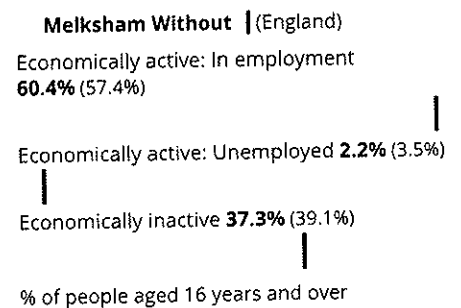 Melksham Without | (England)
Economically active: In employment
60.4% (57.4%)
Economically active: Unemployed 2.2% (3.5%)
Economically inactive 37.3% (39.1%)
% of people aged 16 years and over